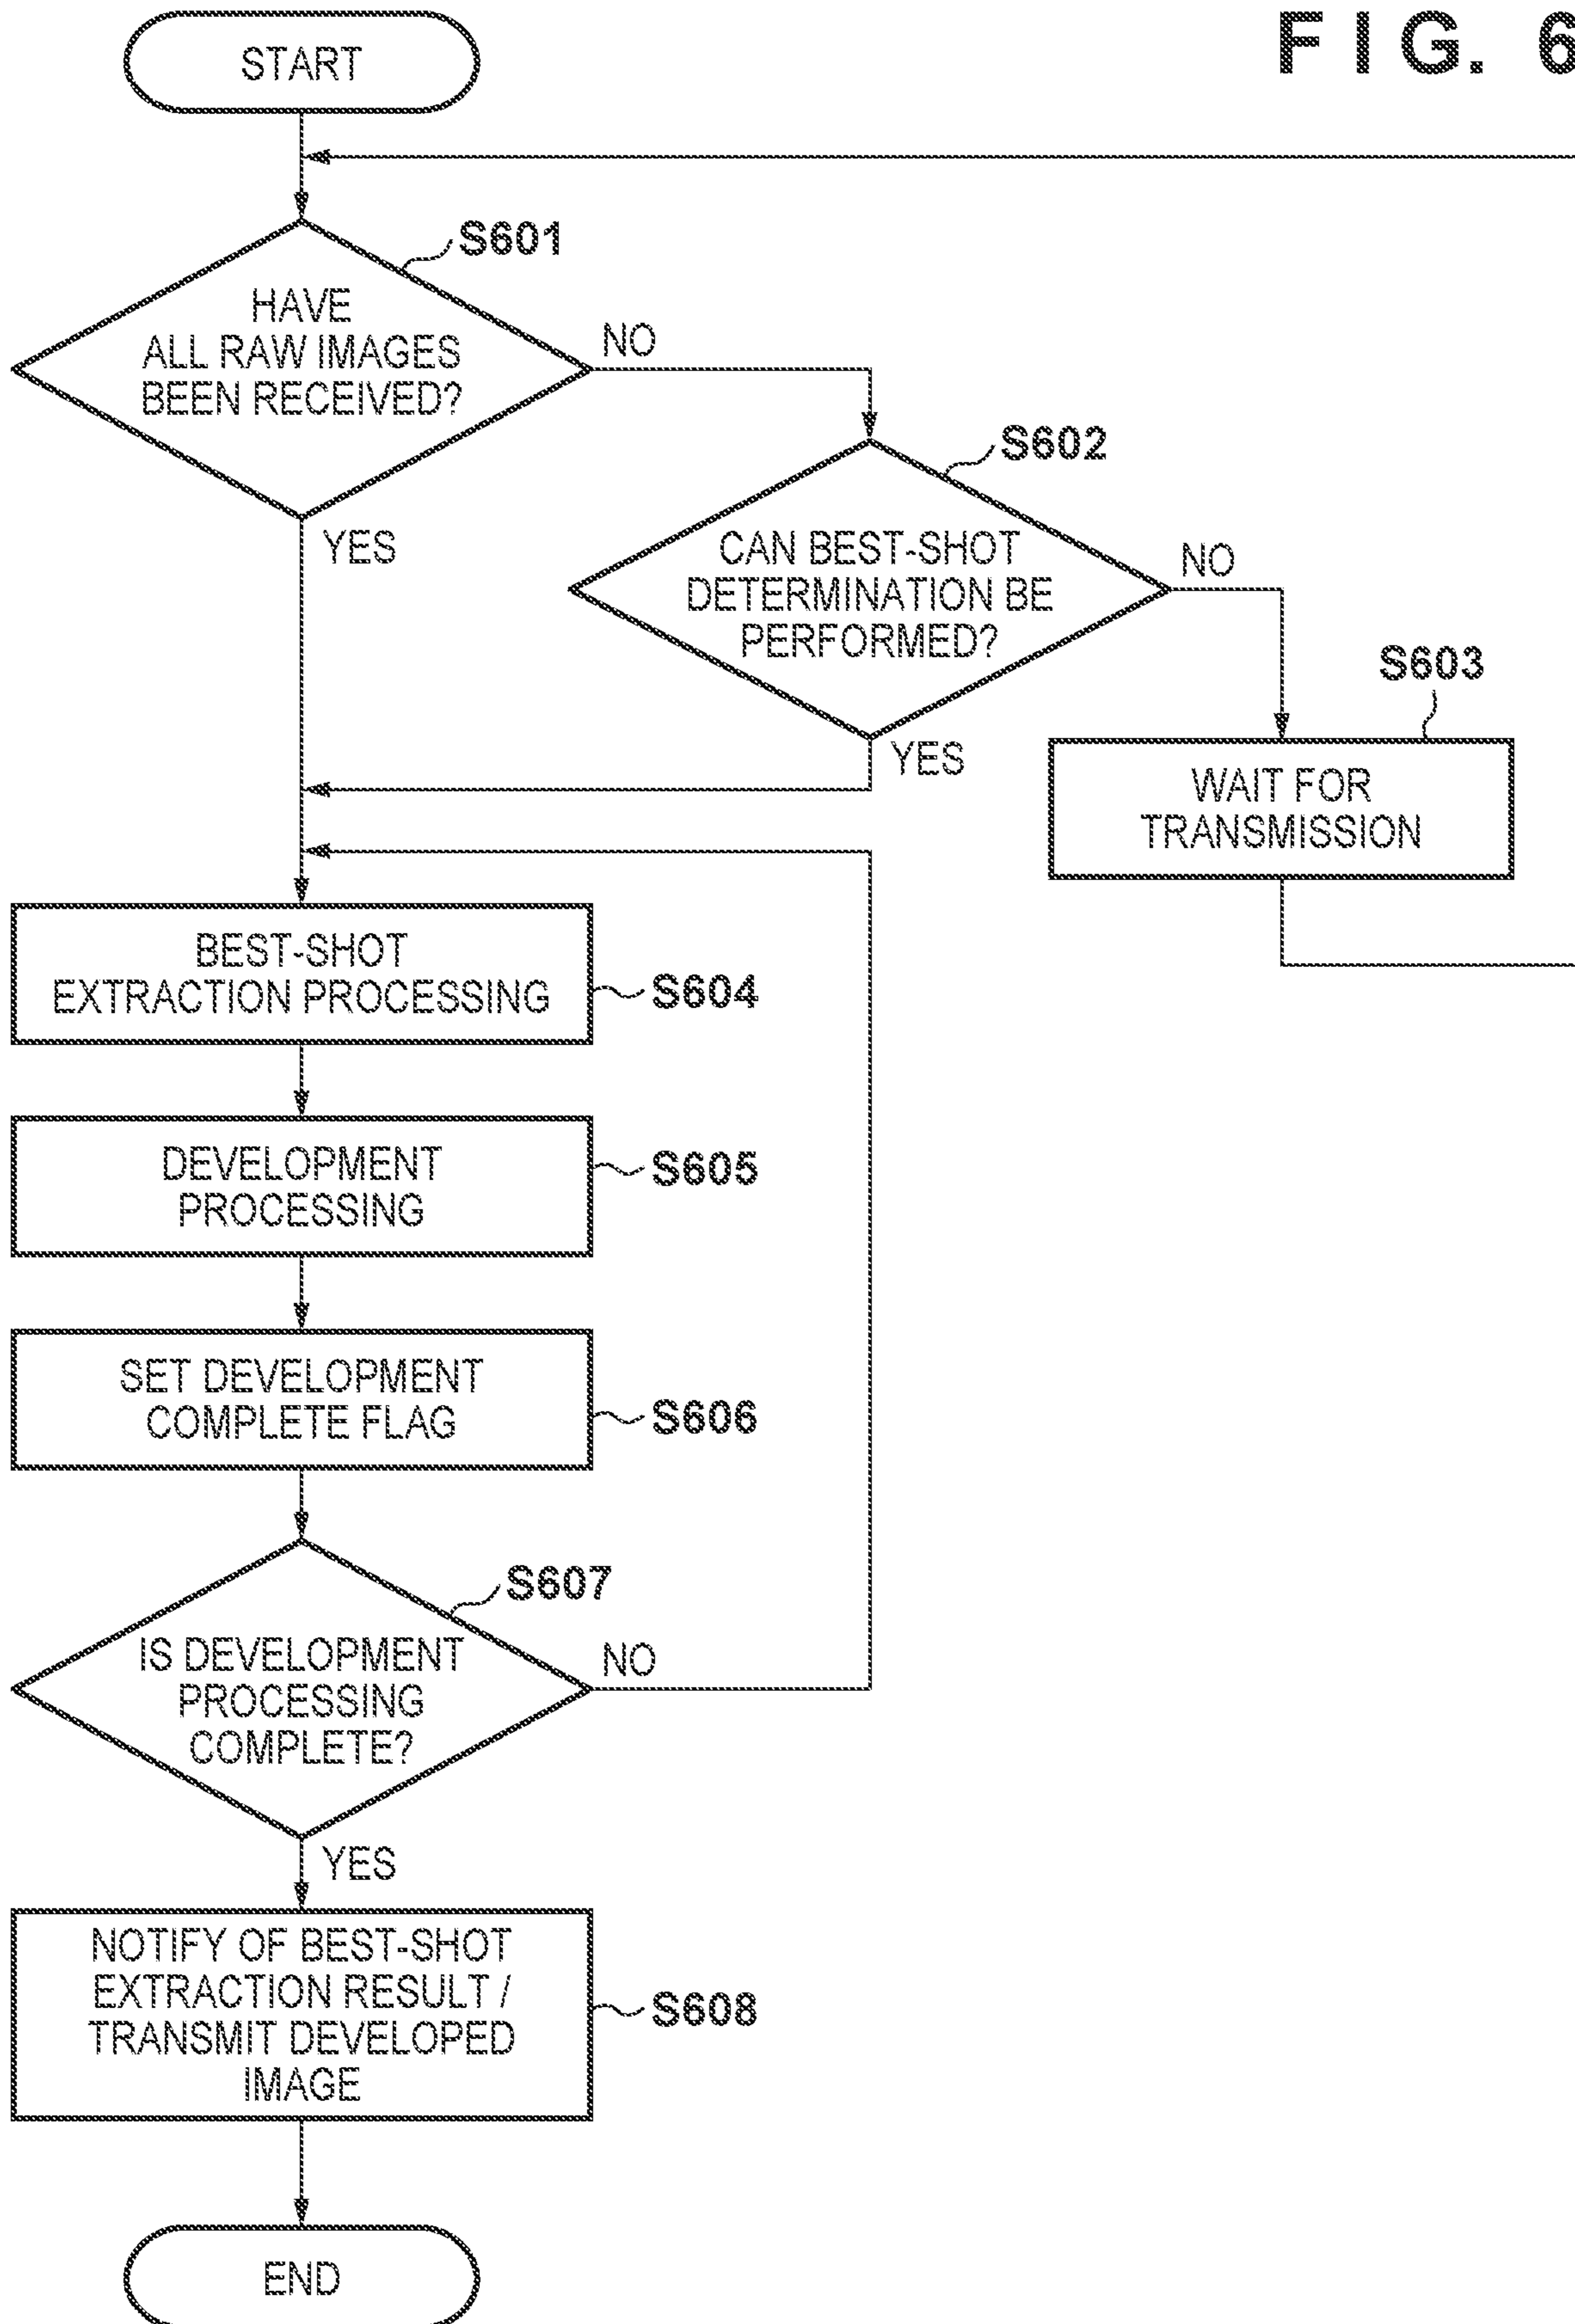 FIG. 6
START
S601
HAVE
ALL RAW IMAGES
BEEN RECEIVED?
NO
YES
S602
CAN BEST-SHOT
DETERMINATION BE
PERFORMED?
NO
YES
S603
WAIT FOR
TRANSMISSION
BEST-SHOT
EXTRACTION PROCESSING
S604
DEVELOPMENT
PROCESSING
S605
SET DEVELOPMENT
COMPLETE FLAG
S606
S607
IS DEVELOPMENT
PROCESSING
COMPLETE?
NO
YES
NOTIFY OF BEST-SHOT
EXTRACTION RESULT /
TRANSMIT DEVELOPED
IMAGE
S608
END